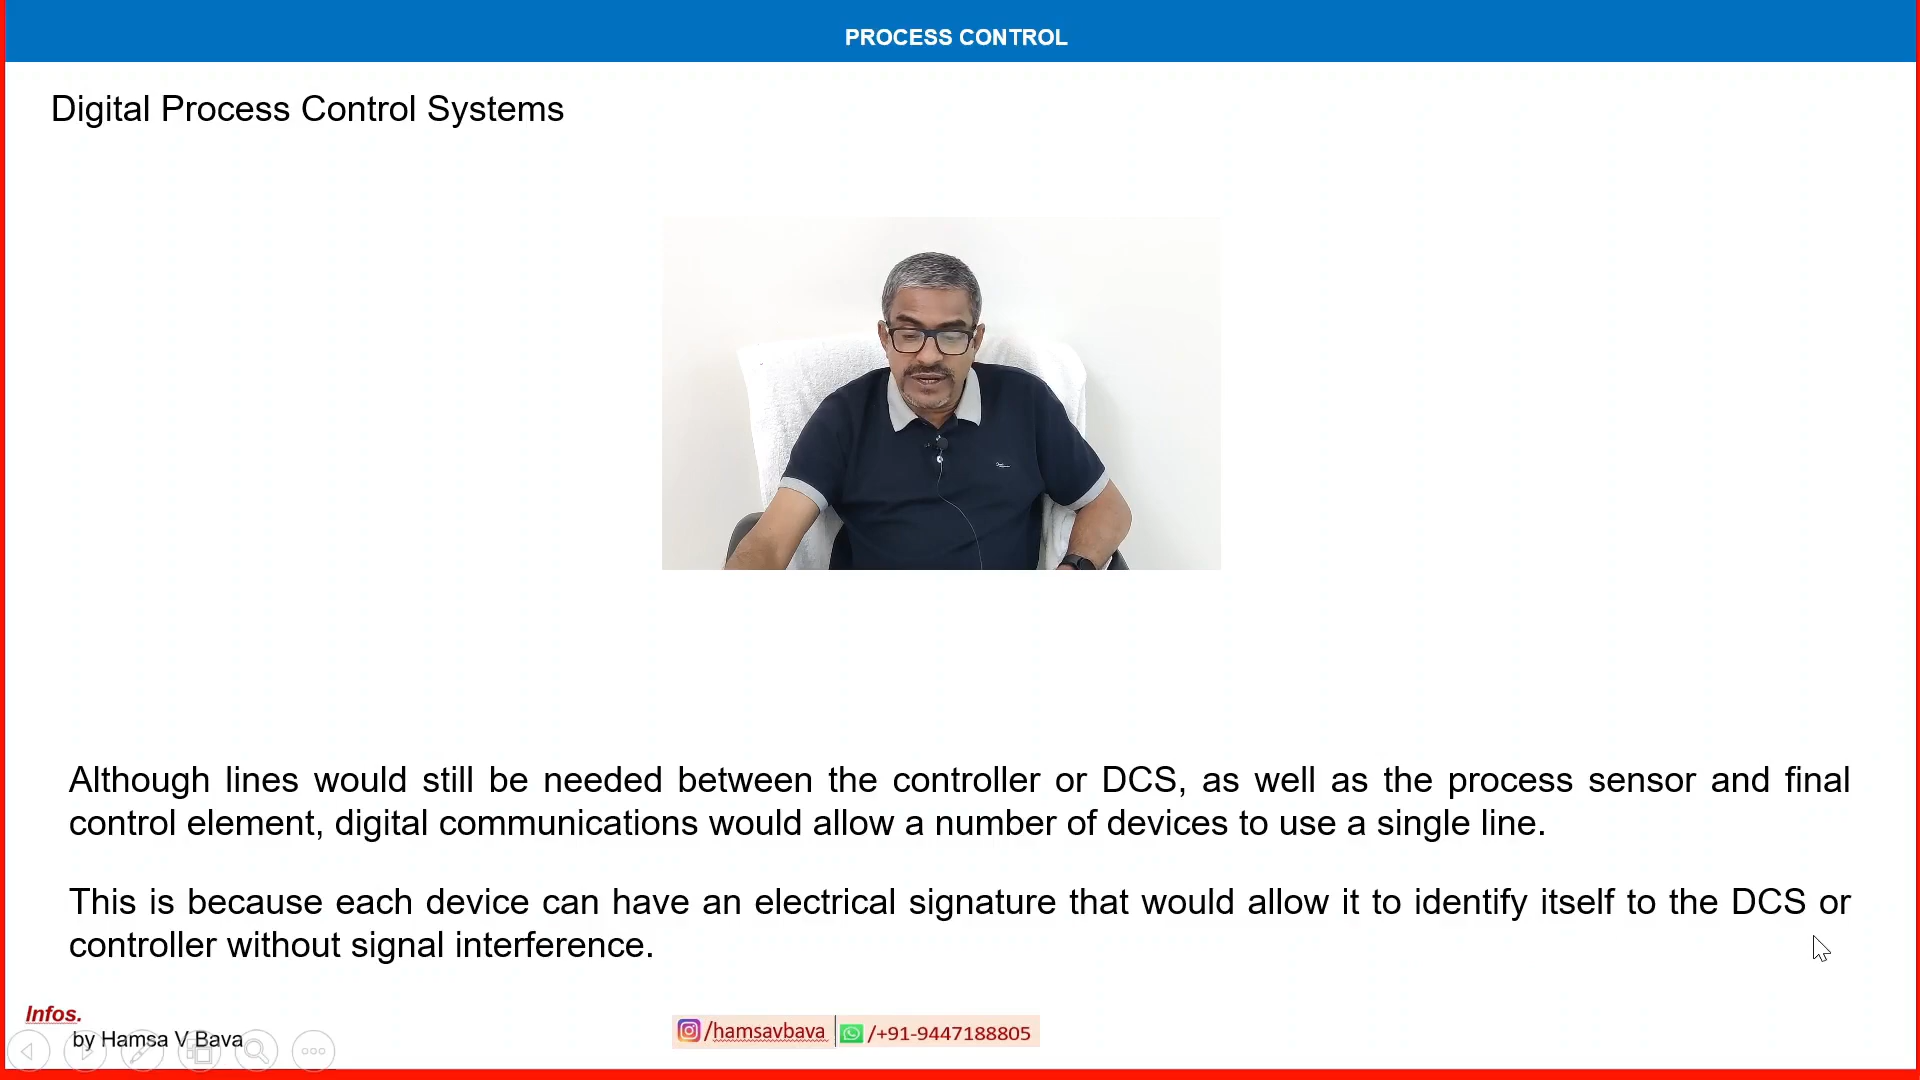 PROCESS CONTROL
Digital Process Control Systems
Although lines would still be needed between the controller or DCS, as well as the process sensor and final
control element, digital communications would allow a number of devices to use a single line.
This is because each device can have an electrical signature that would allow it to identify itself to the DCS or
controller without signal interference.
Infos.
by Hamsa V Bava
/hamsavbava /+91-9447188805